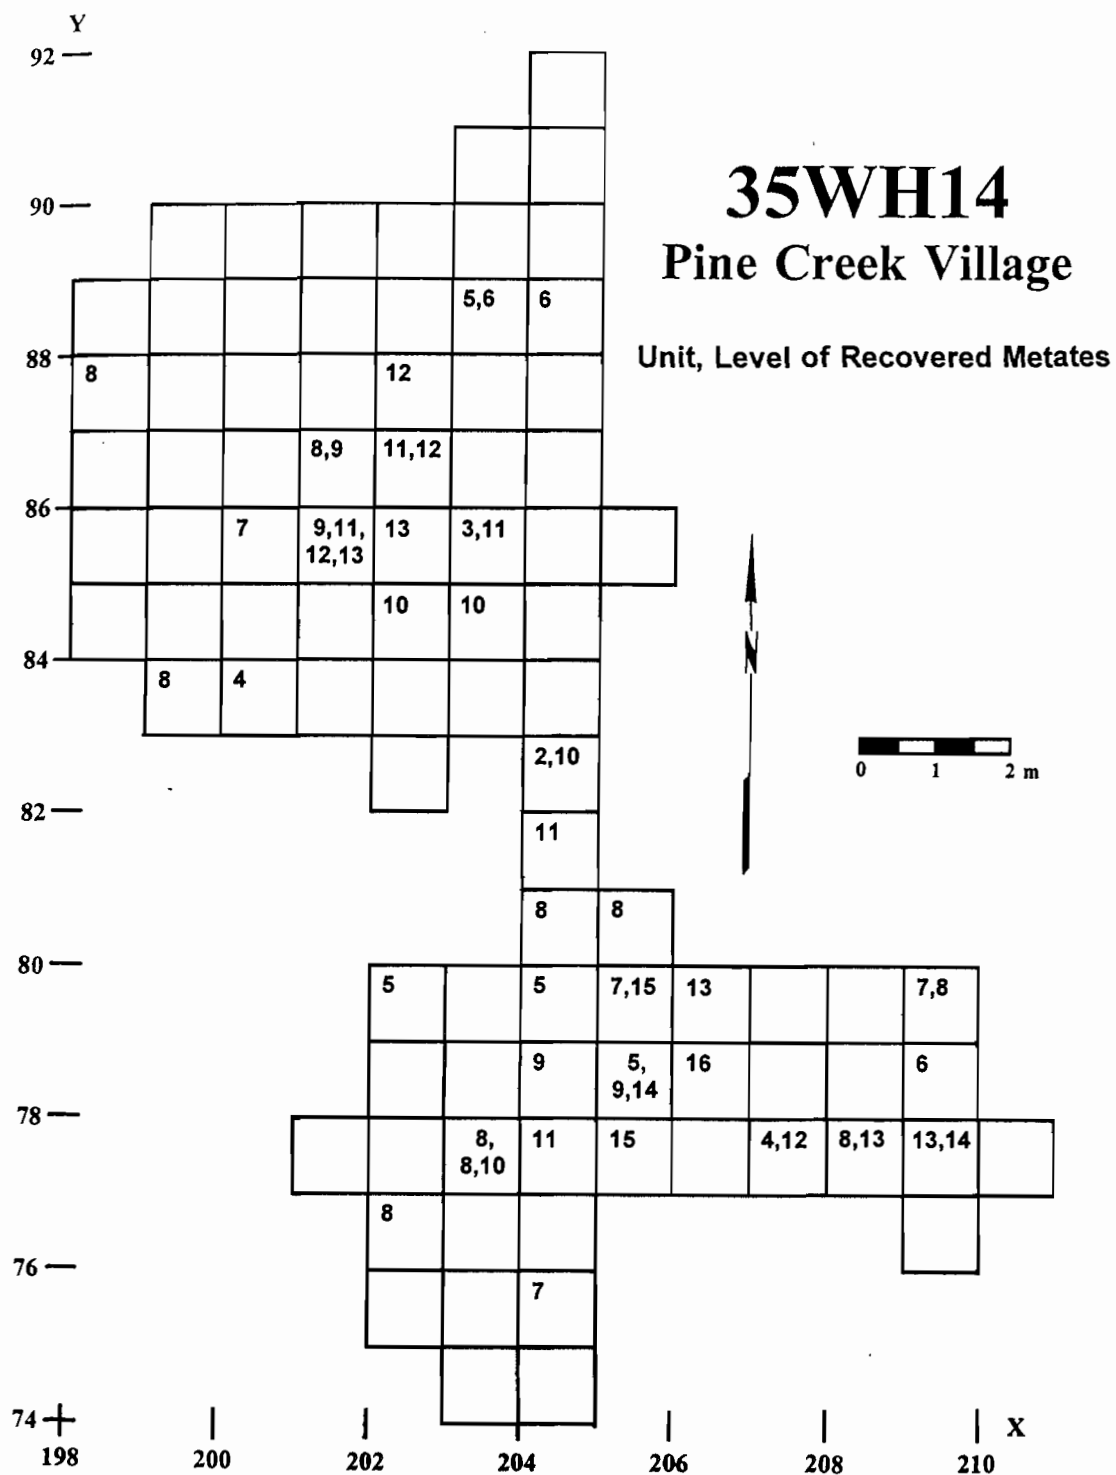 Y
92
35WH14
90
Pine Creek Village
5,6 6
Unit, Level of Recovered Metates
88
8 12
8,9 11,12
86
7 9,11, 13 3,11
12,13
10 10
N
84
8 4
2,10
0 1 2 m
82
11
8 8
80
5 5 7,15 13 7,8
9 5, 16 6
9,14
78
8, 11 15 4,12 8,13 13,14
8,10
8
76
7
74
X
198 200 202 204 206 208 210